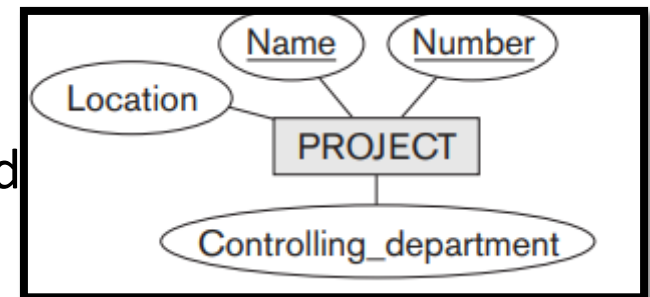 Name Number
Location
PROJECT
d
Controlling_department